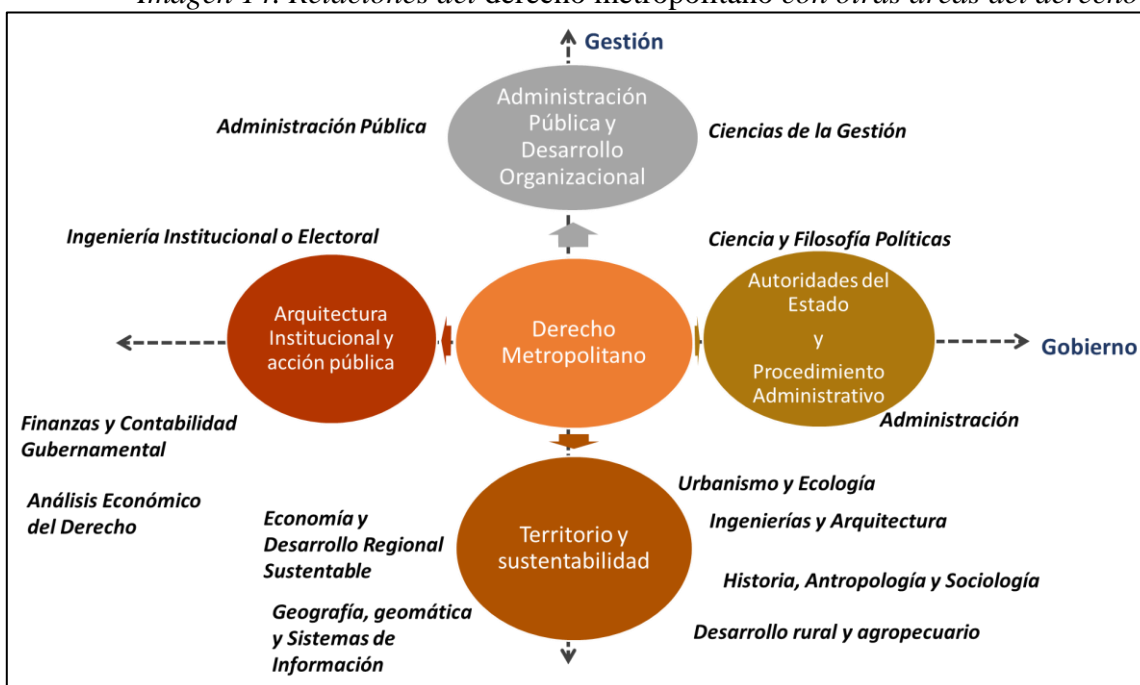 Imagen 14. Relaciones del derecho metropolitano con otras áreas del derecho
Gestión
Administración
Pública y
Desarrollo
Organizacional
Administración Pública
Ciencias de la Gestión
Ingeniería Institucional o Electoral
Ciencia y Filosofía Políticas
Arquitectura
Institucional y
acción pública
Derecho
Metropolitano
Autoridades del
Estado
y
Procedimiento
Administrativo
Gobierno
Administración
Finanzas y Contabilidad
Gubernamental
Análisis Económico
del Derecho
Economía y
Desarrollo Regional
Sustentable
Geografía, geomática
y Sistemas de
Información
Territorio y
sustentabilidad
Urbanismo y Ecología
Ingenierías y Arquitectura
Historia, Antropología y Sociología
Desarrollo rural y agropecuario